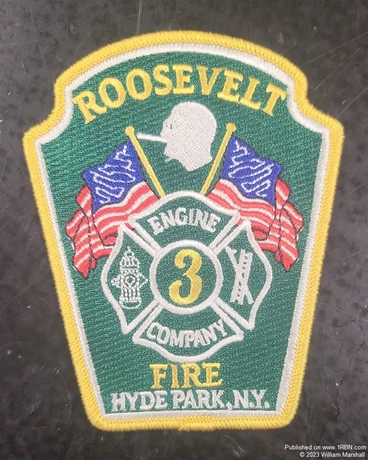 ROOSEVELT
ENGINE
3
COMPANY
FIRE
HYDE PARK, N.Y.
Published on www.1RBN.com
© 2023 William Marshall